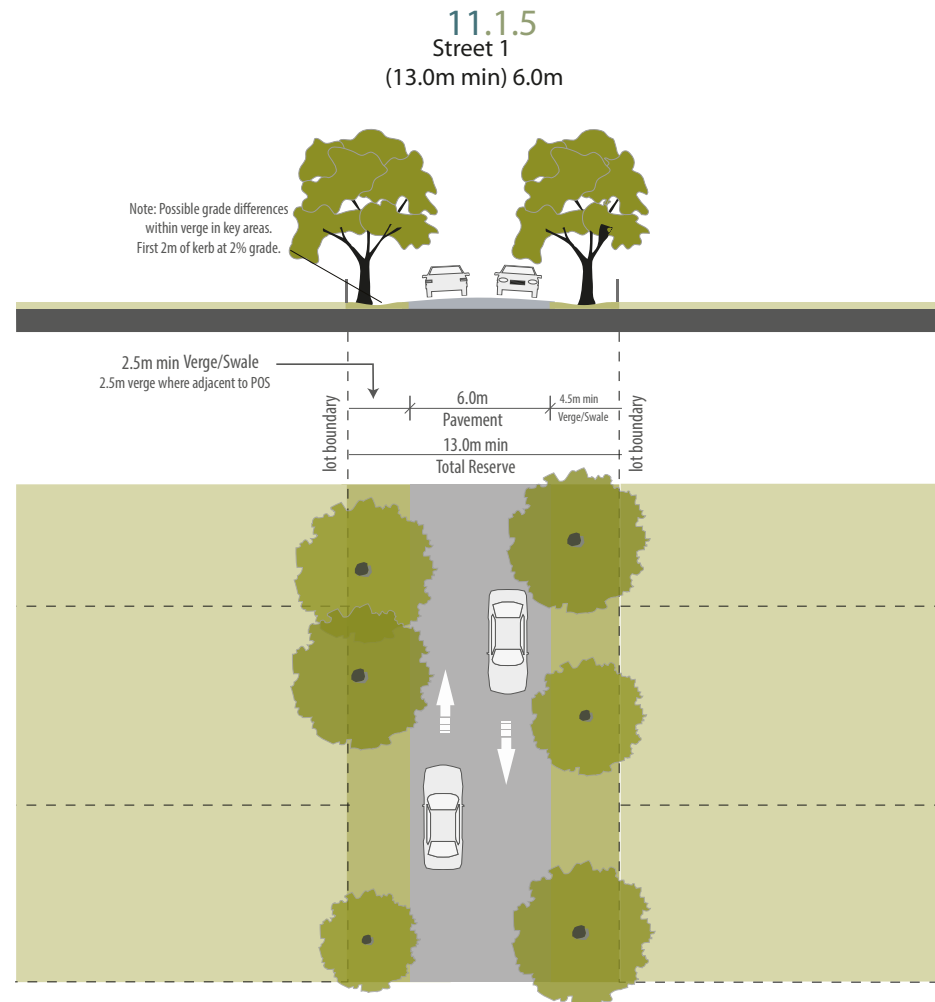 11.1.5
Street 1
(13.0m min) 6.0m
Note: Possible grade differences
within verge in key areas.
First 2m of kerb at 2% grade.
2.5m min Verge/Swale
2.5m verge where adjacent to POS
lot boundary
6.0m
Pavement
4.5m min
Verge/Swale
13.0m min
Total Reserve
lot boundary